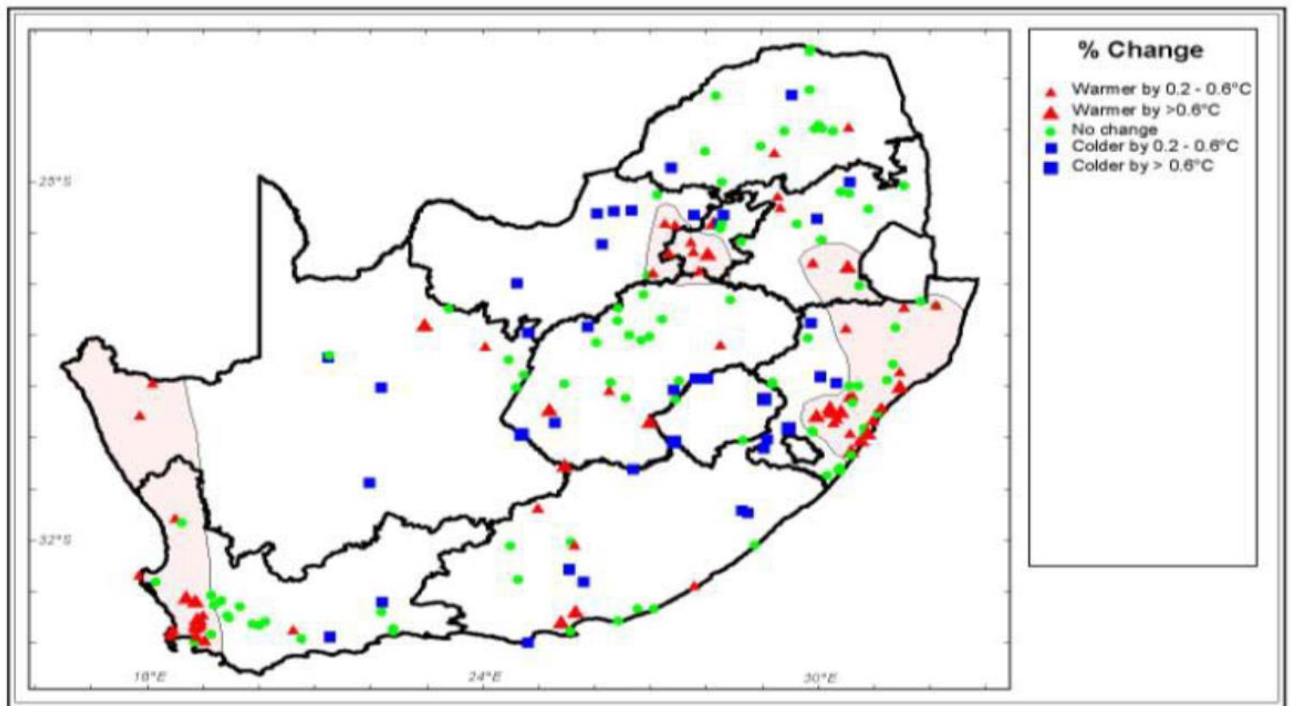 % Change
Warmer by 0.2 - 0.6°C
Warmer by >0.6°C
No change
Colder by 0.2 - 0.6°C
Colder by > 0.6°C
25°S
32°S
18°E
24°E
30°E